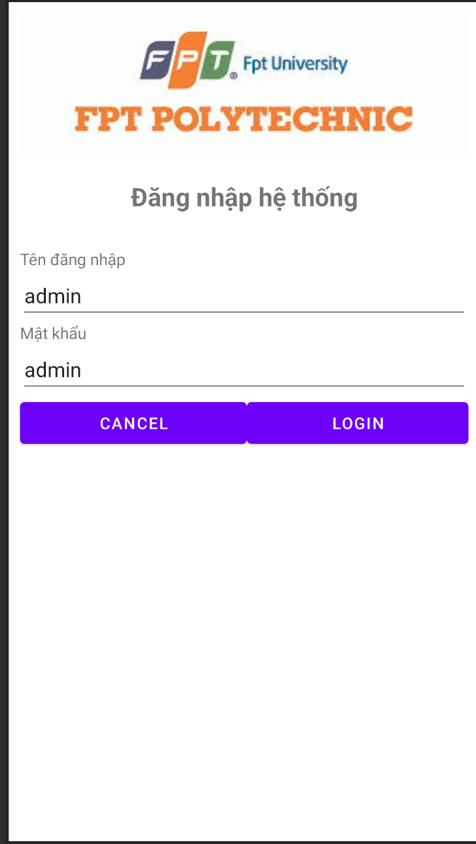 FPT® Fpt University
FPT POLYTECHNIC
Đăng nhập hệ thống
Tên đăng nhập
admin
Mật khẩu
admin
CANCEL LOGIN